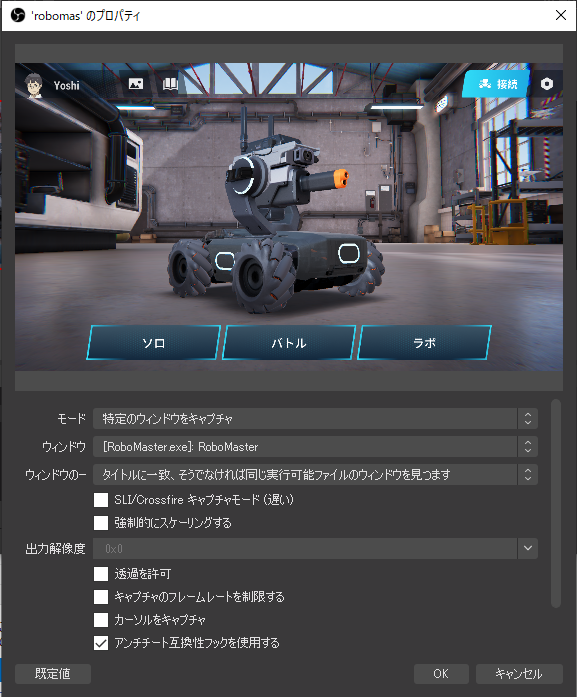 'robomas' のプロパティ
Yoshi
接続
ソロ
バトル
ラボ
モード 特定のウィンドウをキャプチャ
ウィンドウ [RoboMaster.exe]: RoboMaster
ウィンドウの一 タイトルに一致、そうでなければ同じ実行可能ファイルのウィンドウを見つます
SLI/Crossfire キャプチャモード (遅い)
強制的にスケーリングする
出力解像度 0x0
透過を許可
キャプチャのフレームレートを制限する
カーソルをキャプチャ
アンチチート互換性フックを使用する
既定値
OK
キャンセル